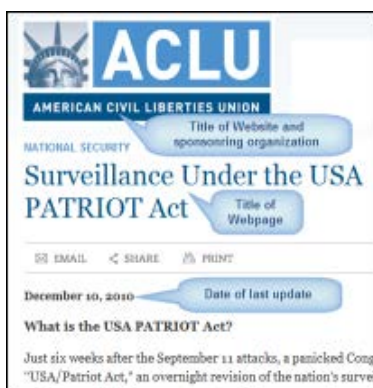 ACLU
AMERICAN CIVIL LIBERTIES UNION
Title of Website and
sponsonring organization
NATIONAL SECURITY
Surveillance Under the USA
PATRIOT Act
Title of
Webpage
EMAIL SHARE PRINT
December 10, 2010
Date of last update
What is the USA PATRIOT Act?
Just six weeks after the September 11 attacks, a panicked Cong
"USA/Patriot Act," an overnight revision of the nation's surve